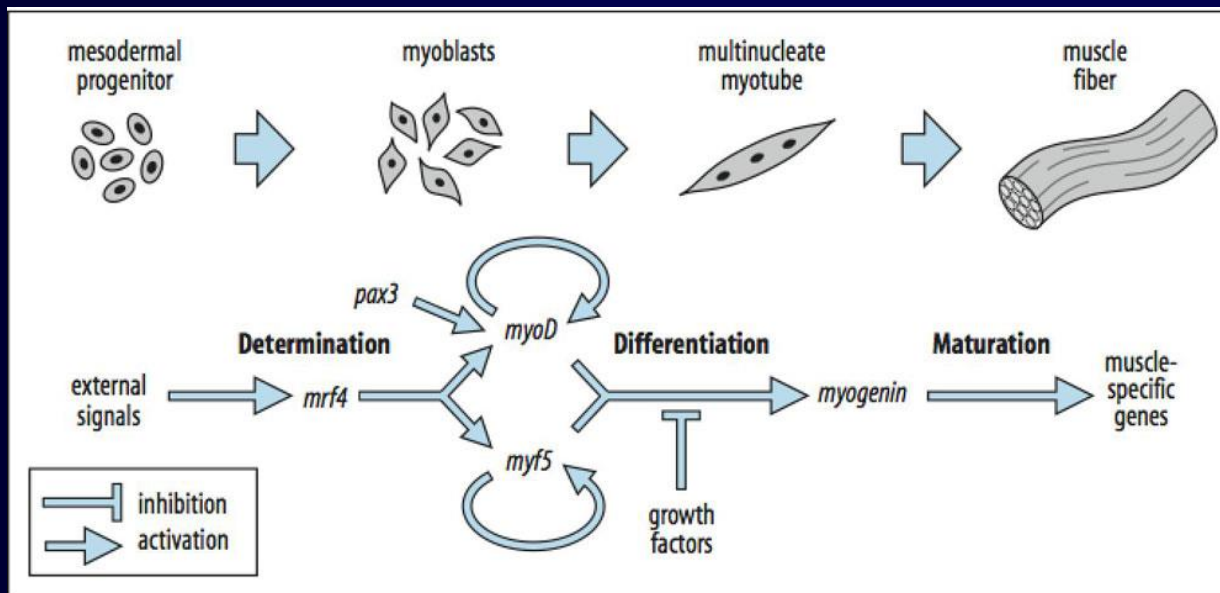 mesodermal
progenitor
myoblasts
multinucleate
myotube
muscle
fiber
pax3
myoD
Determination
Differentiation
Maturation
external
signals
mrf4
myogenin
muscle-
specific
genes
myf5
growth
factors
inhibition
activation